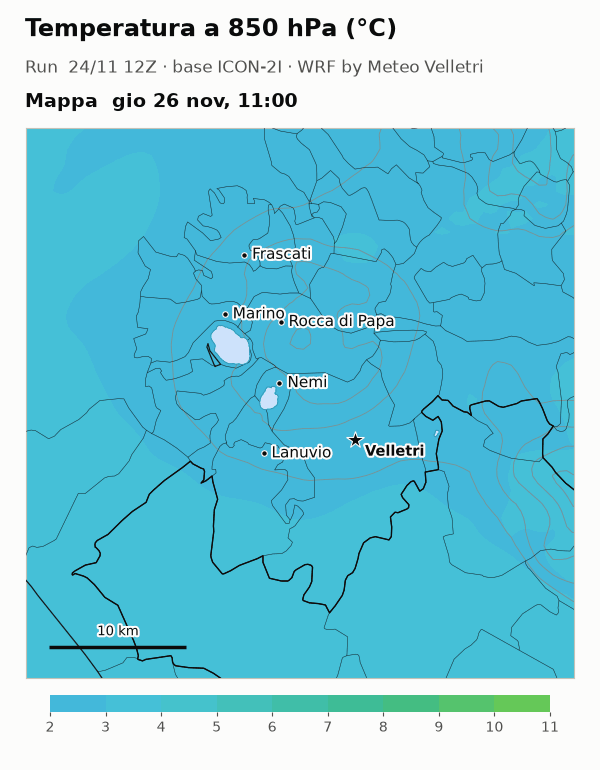 Temperatura a 850 hPa (°C)
Run  24/11 12Z · base ICON-2I · WRF by Meteo Velletri
Mappa  gio 26 nov, 11:00
Frascati
Marino
Rocca di Papa
Nemi
Velletri
Lanuvio
10 km
2 3 4 5 6 7 8 9 10 11